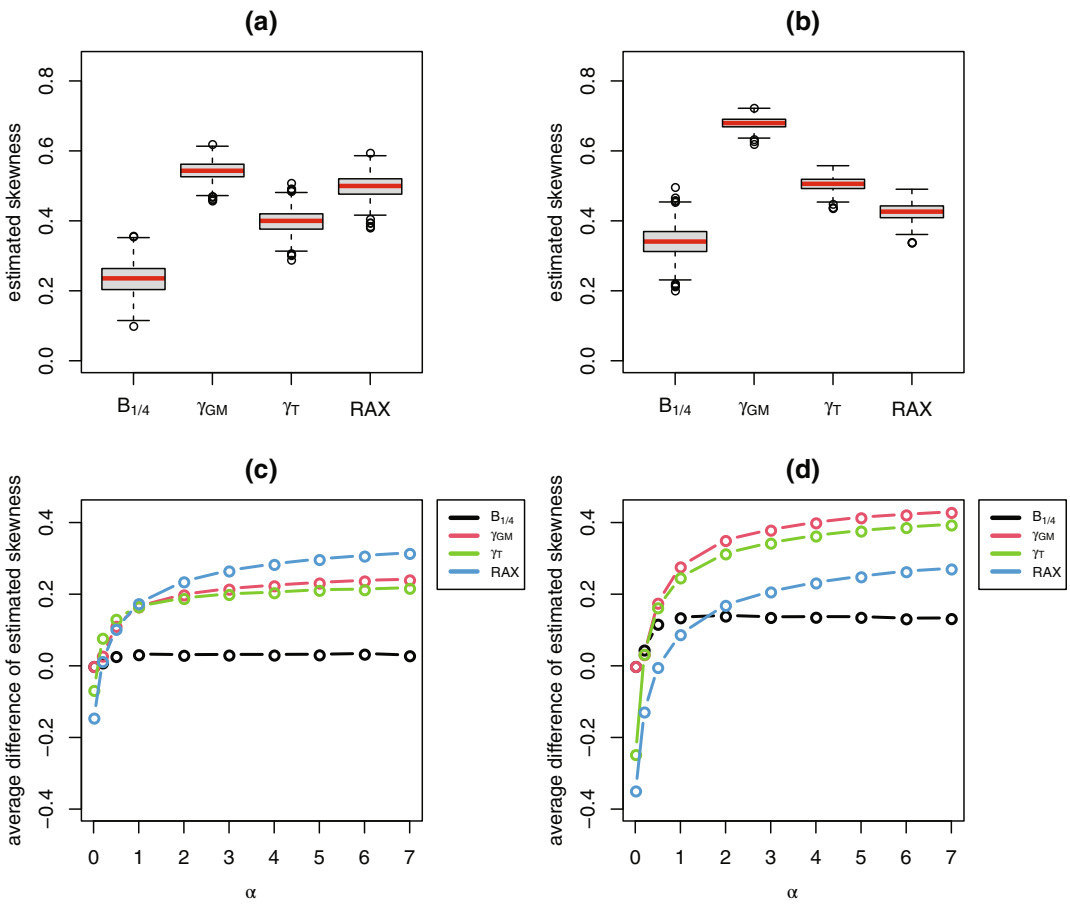 (a)
estimated skewness
0.8
0.6
0.4
0.2
0.0
B1/4 γGM γT RAX
(b)
estimated skewness
0.8
0.6
0.4
0.2
0.0
B1/4 γGM γT RAX
(c)
average difference of estimated skewness
0.4
0.2
0.0
−0.2
−0.4
0 1 2 3 4 5 6 7
α
B1/4
γGM
γT
RAX
(d)
average difference of estimated skewness
0.4
0.2
0.0
−0.2
−0.4
0 1 2 3 4 5 6 7
α
B1/4
γGM
γT
RAX